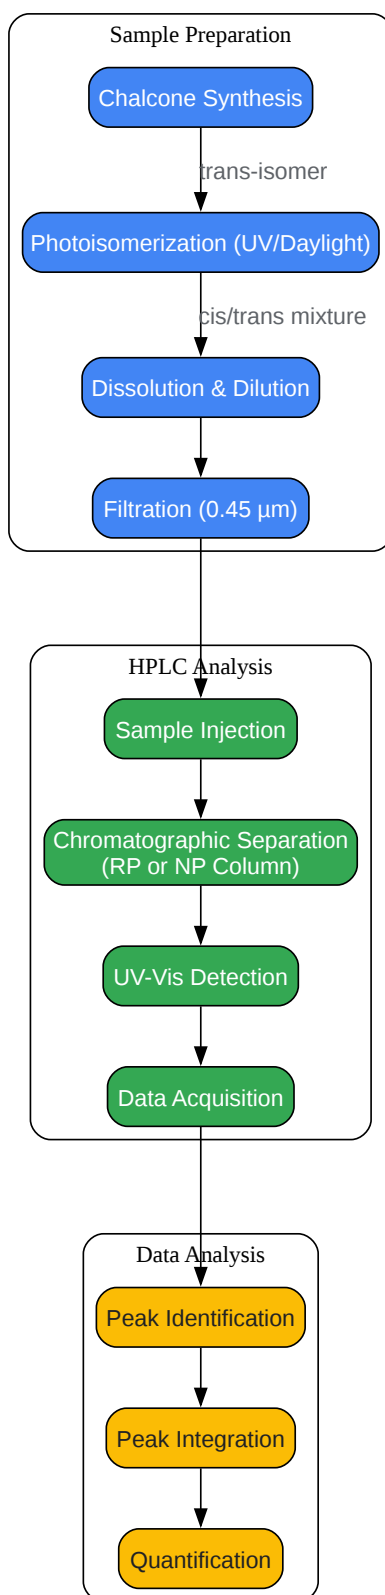 Sample Preparation
Chalcone Synthesis
trans-isomer
Photoisomerization (UV/Daylight)
cis/trans mixture
Dissolution & Dilution
Filtration (0.45 µm)
HPLC Analysis
Sample Injection
Chromatographic Separation
(RP or NP Column)
UV-Vis Detection
Data Acquisition
Data Analysis
Peak Identification
Peak Integration
Quantification